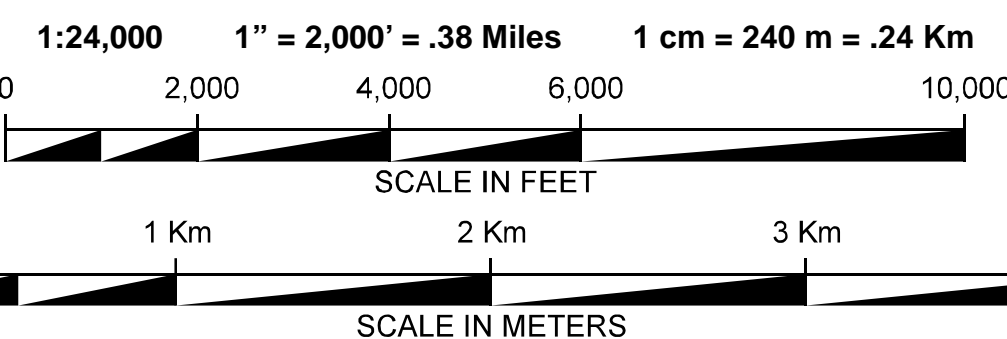 1:24,000 1” = 2,000’ = .38 Miles 1 cm = 240 m = .24 Km
0 2,000 4,000 6,000 10,000
SCALE IN FEET
1 Km 2 Km 3 Km
SCALE IN METERS